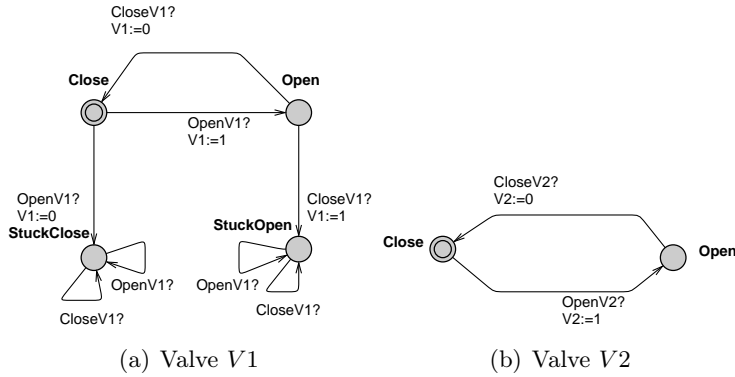 CloseV1?
V1:=0
Close
Open
OpenV1?
V1:=1
OpenV1?
V1:=0
StuckClose
CloseV1?
V1:=1
StuckOpen
OpenV1?
CloseV1?
OpenV1?
CloseV1?
(a) Valve V1
CloseV2?
V2:=0
Close
Open
OpenV2?
V2:=1
(b) Valve V2